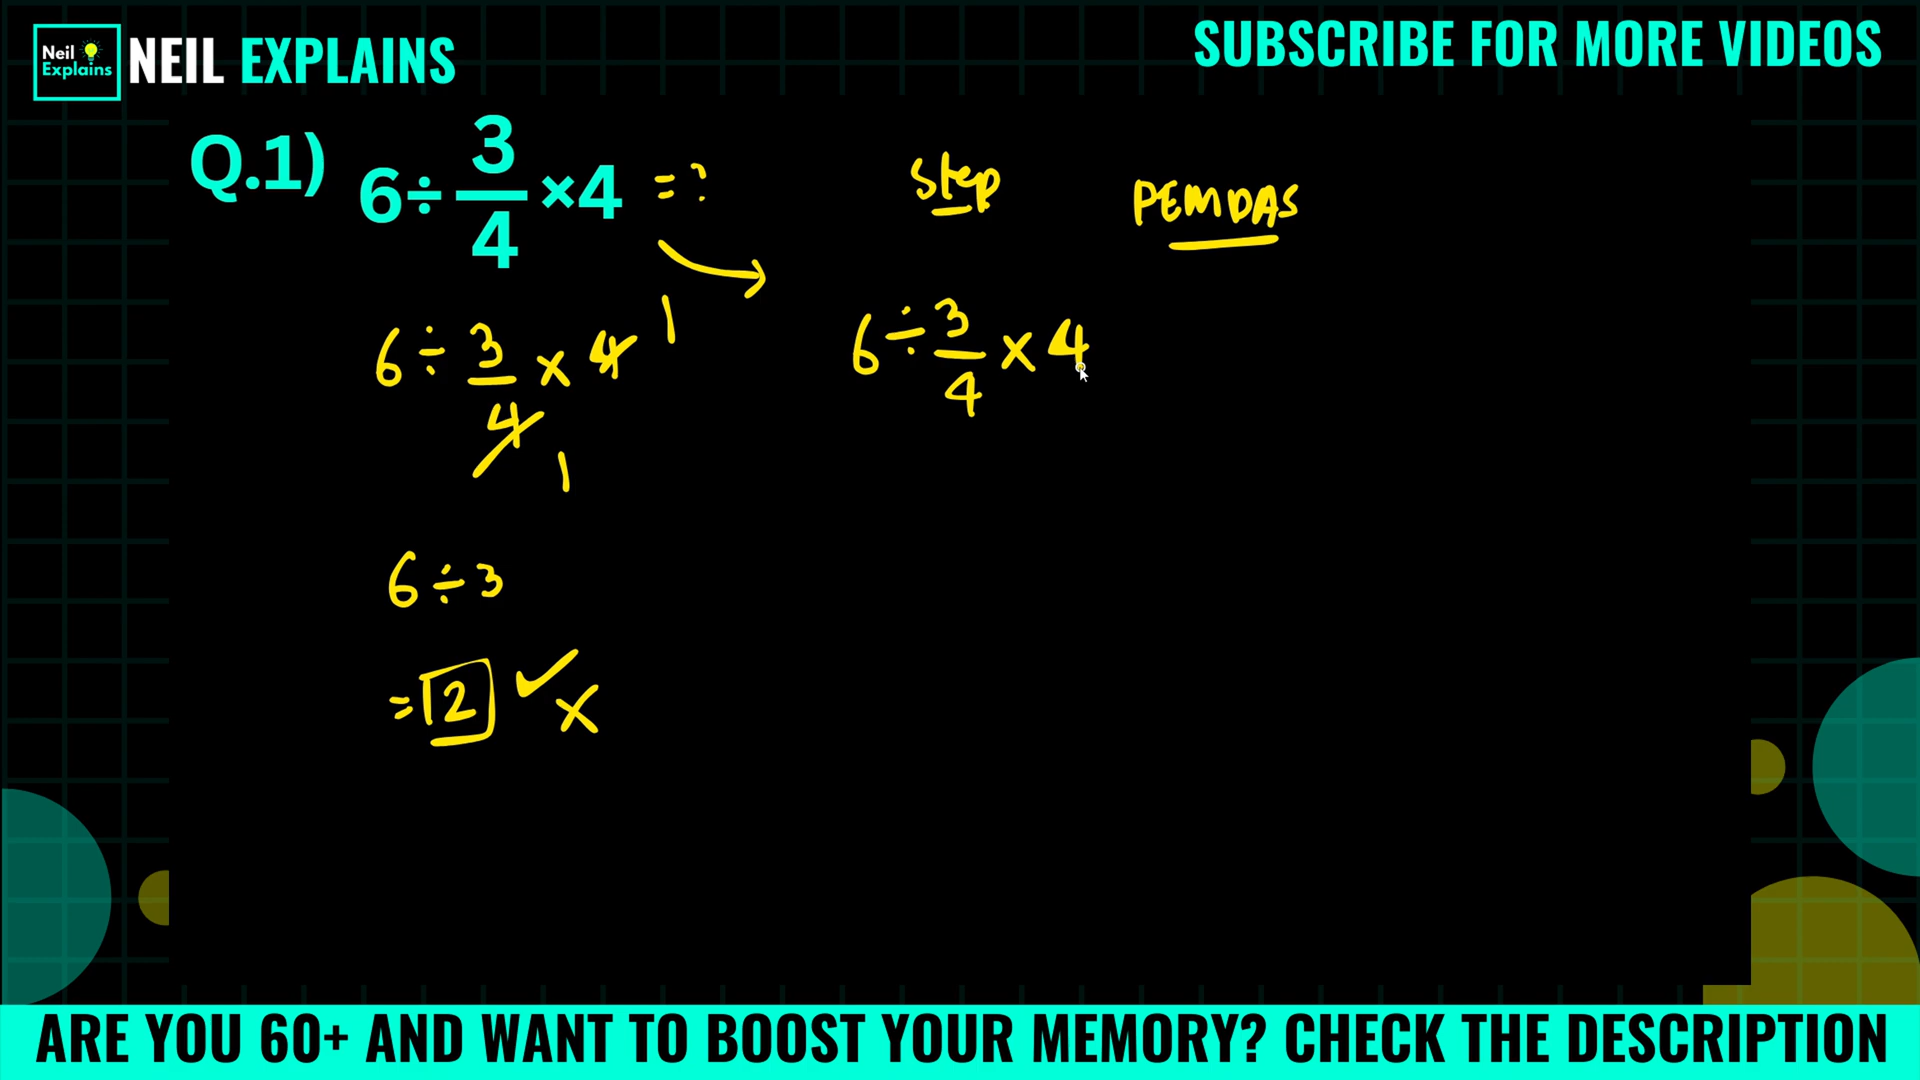 Neil
Explains
NEIL EXPLAINS
SUBSCRIBE FOR MORE VIDEOS
Q.1) 6÷3/4×4 = ?
Step
PEMDAS
6÷3/4×4
1
1
6÷3
=2 ✓ x
6÷3/4×4
ARE YOU 60+ AND WANT TO BOOST YOUR MEMORY? CHECK THE DESCRIPTION